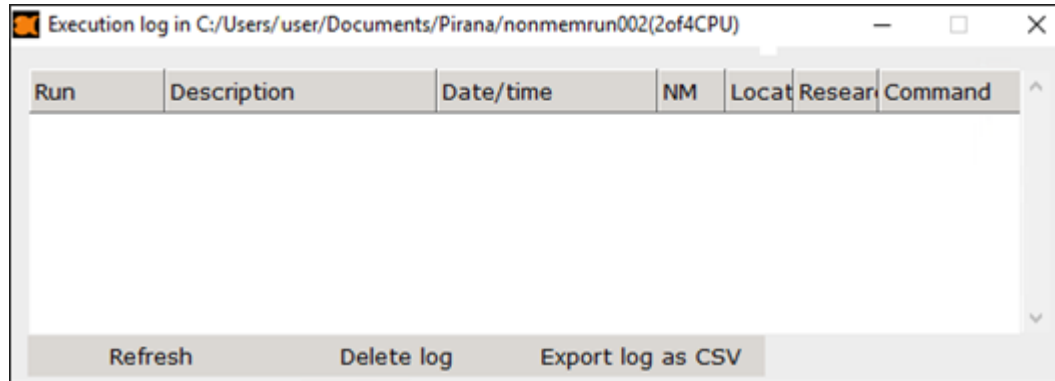 Execution log in C:/Users/user/Documents/Pirana/nonmemrun002(2of4CPU)
Run Description Date/time NM Locat Researc Command
Refresh Delete log Export log as CSV